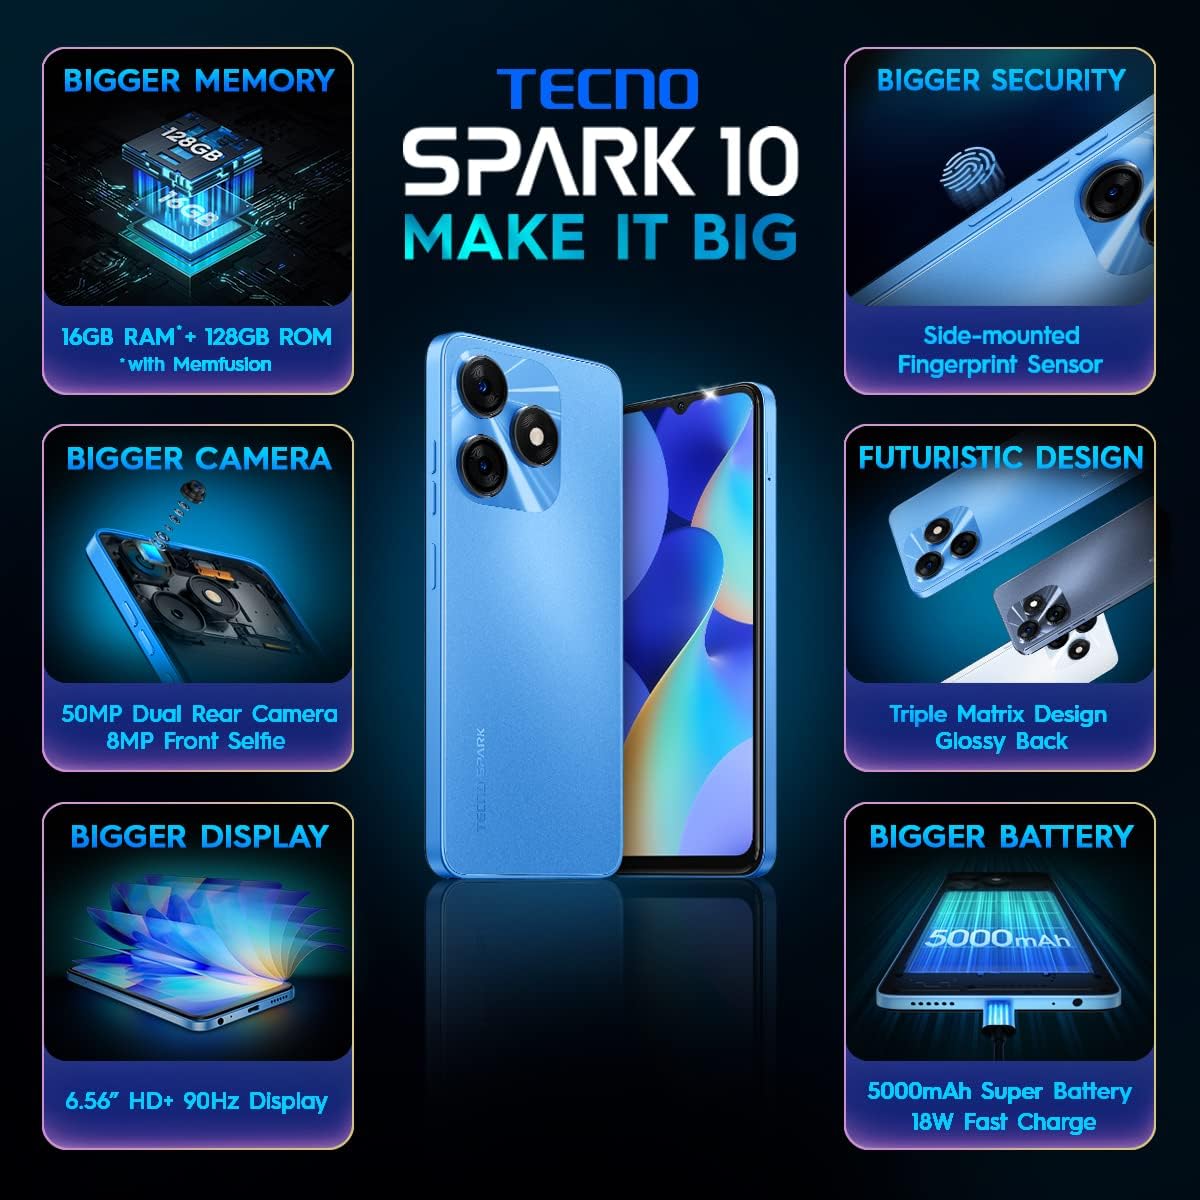 TECNO
SPARK 10
MAKE IT BIG
BIGGER MEMORY
128GB
16GB
16GB RAM* + 128GB ROM
*with Memfusion
BIGGER SECURITY
Side-mounted
Fingerprint Sensor
BIGGER CAMERA
50MP Dual Rear Camera
8MP Front Selfie
TECNO SPARK
FUTURISTIC DESIGN
Triple Matrix Design
Glossy Back
BIGGER DISPLAY
6.56” HD+ 90Hz Display
BIGGER BATTERY
5000mAh
5000mAh Super Battery
18W Fast Charge